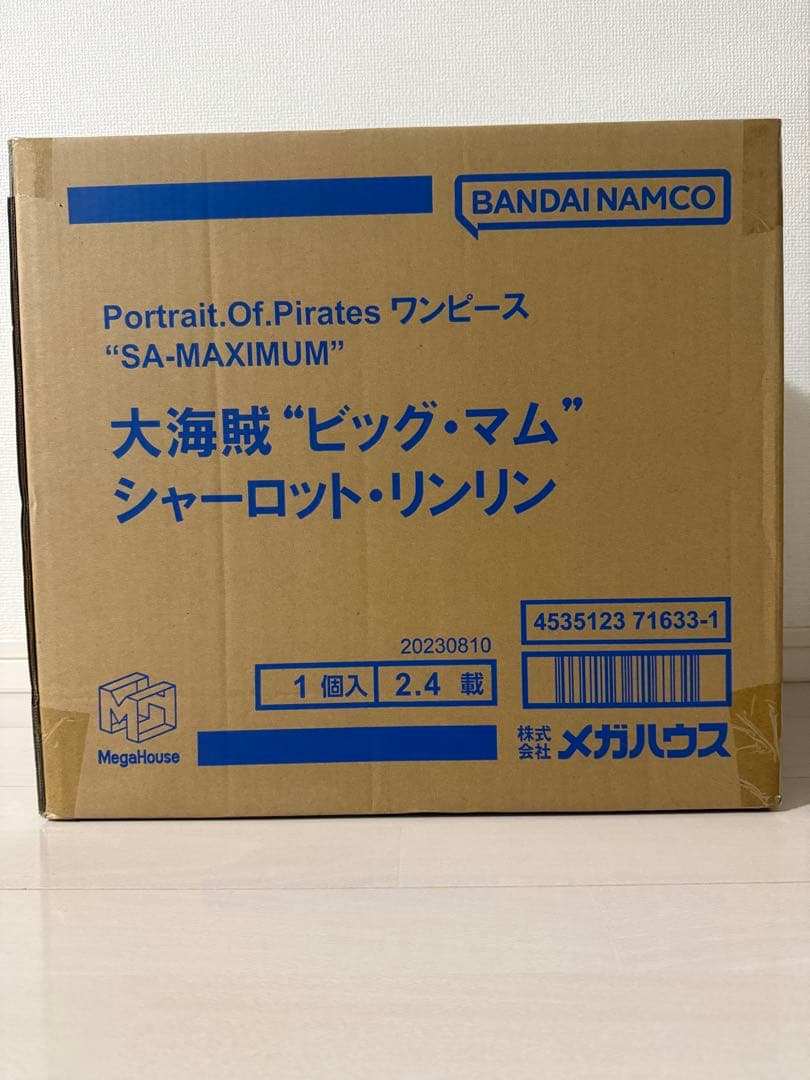 BANDAI NAMCO
Portrait.Of.Pirates ワンピース
“SA-MAXIMUM”
大海賊“ビッグ・マム”
シャーロット・リンリン
4535123 71633-1
20230810
1 個入 2.4 載
MegaHouse
株式会社 メガハウス